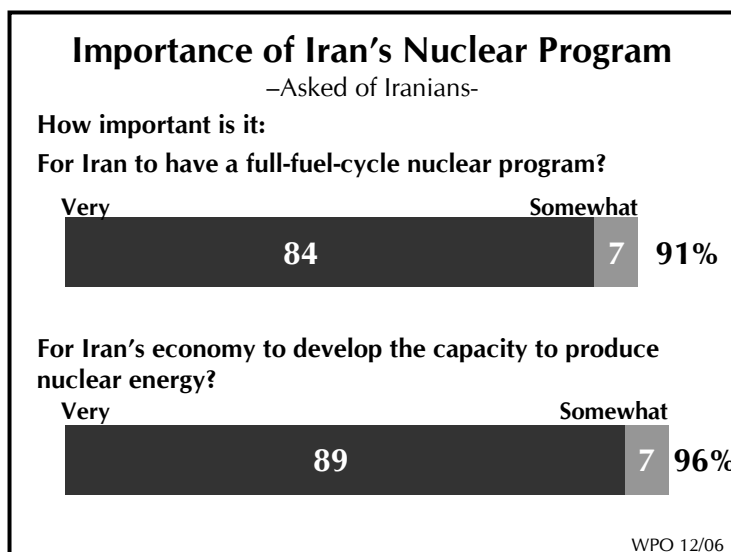 Importance of Iran's Nuclear Program
–Asked of Iranians-
How important is it:
For Iran to have a full-fuel-cycle nuclear program?
Very Somewhat
84 7 91%
For Iran's economy to develop the capacity to produce
nuclear energy?
Very Somewhat
89 7 96%
WPO 12/06